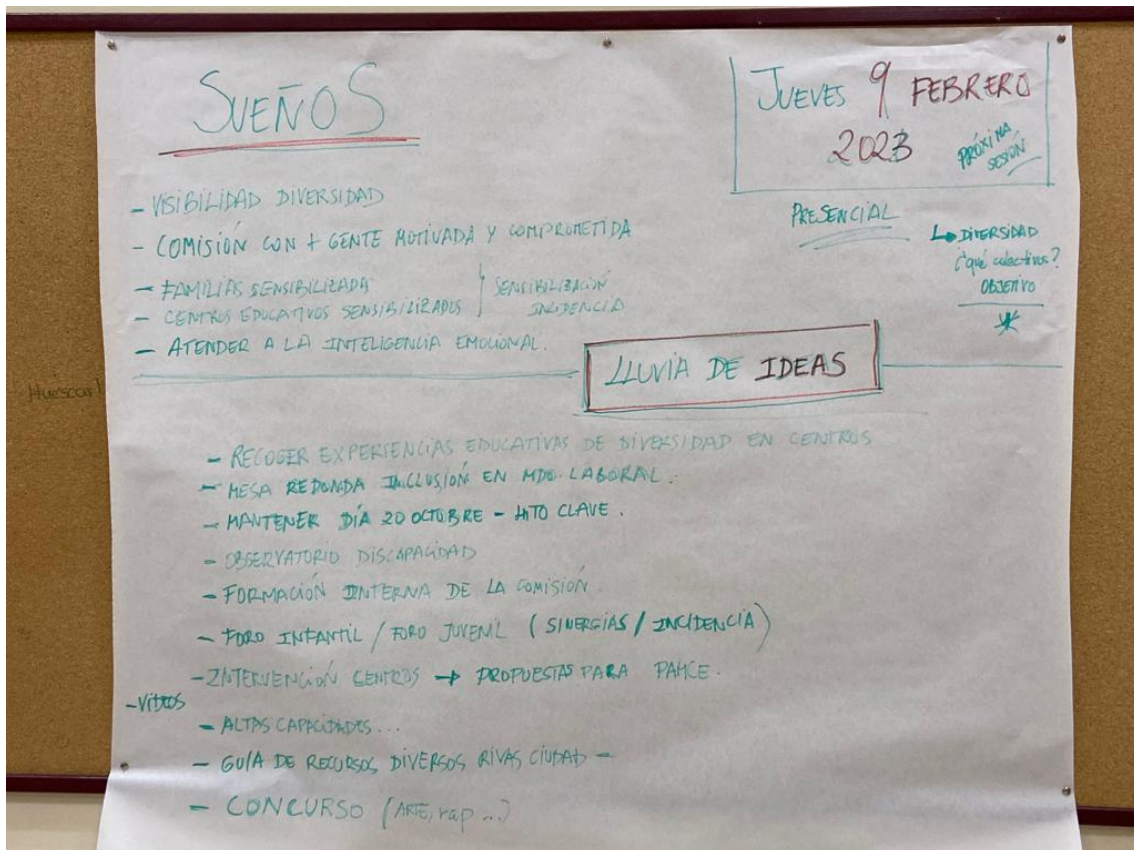 SUEÑOS
- VISIBILIDAD DIVERSIDAD
- COMISIÓN CON + GENTE MOTIVADA Y COMPROMETIDA
- FAMILIAS SENSIBILIZADA
- CENTROS EDUCATIVOS SENSIBILIZADOS
SENSIBILIZACIÓN
INCIDENCIA
- ATENDER A LA INTELIGENCIA EMOCIONAL.
JUEVES 9 FEBRERO
2023
PRÓXIMA
SESIÓN
PRESENCIAL
↳ DIVERSIDAD
¿qué colectivos?
OBJETIVO
LLUVIA DE IDEAS
- RECOGER EXPERIENCIAS EDUCATIVAS DE DIVERSIDAD EN CENTROS
- MESA REDONDA INCLUSIÓN EN MDO. LABORAL.
- MANTENER DÍA 20 OCTUBRE - HITO CLAVE.
- OBSERVATORIO DISCAPACIDAD
- FORMACIÓN INTERNA DE LA COMISIÓN.
- FORO INFANTIL / FORO JUVENIL (SINERGIAS / INCIDENCIA)
- INTERVENCIÓN CENTROS → PROPUESTAS PARA PAMCE.
- VÍDEOS
- ALTAS CAPACIDADES...
- GUÍA DE RECURSOS DIVERSOS RIVAS CIUDAD -
- CONCURSO (ARTE, rap...)